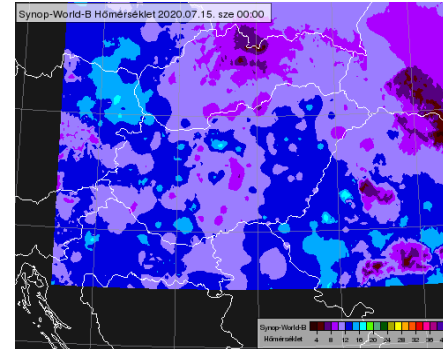 Synop-World-B Hőmérséklet 2020.07.15. sze 00:00
Synop-World-B
Hőmérséklet 4 8 12 16 20 24 28 32 36